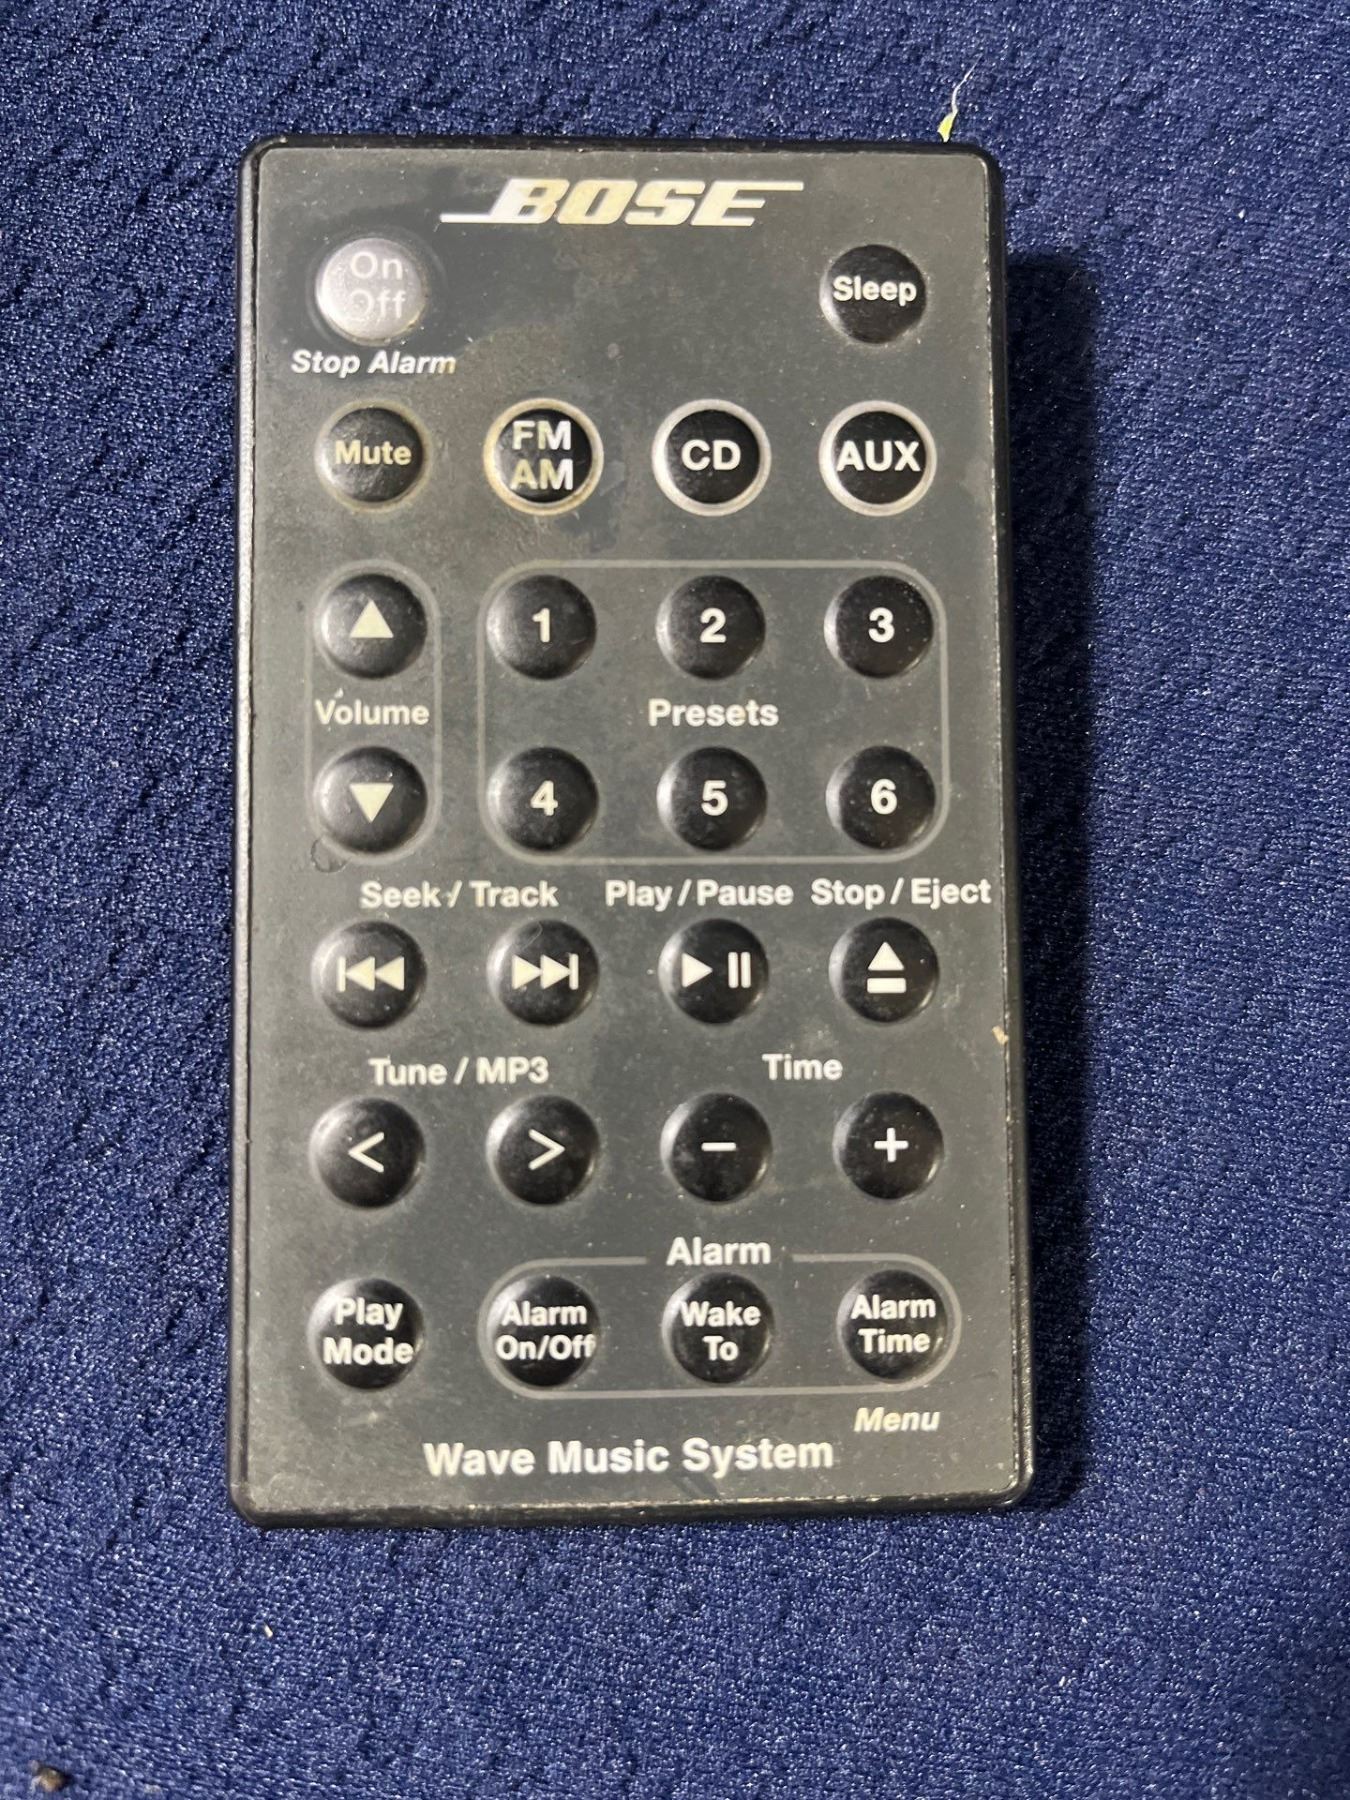 BOSE
On
Off
Sleep
Stop Alarm
Mute
FM
AM
CD
AUX
1
2
3
Volume
Presets
4
5
6
Seek / Track
Play / Pause
Stop / Eject
Tune / MP3
Time
<
>
−
+
Alarm
Play
Mode
Alarm
On/Off
Wake
To
Alarm
Time
Menu
Wave Music System